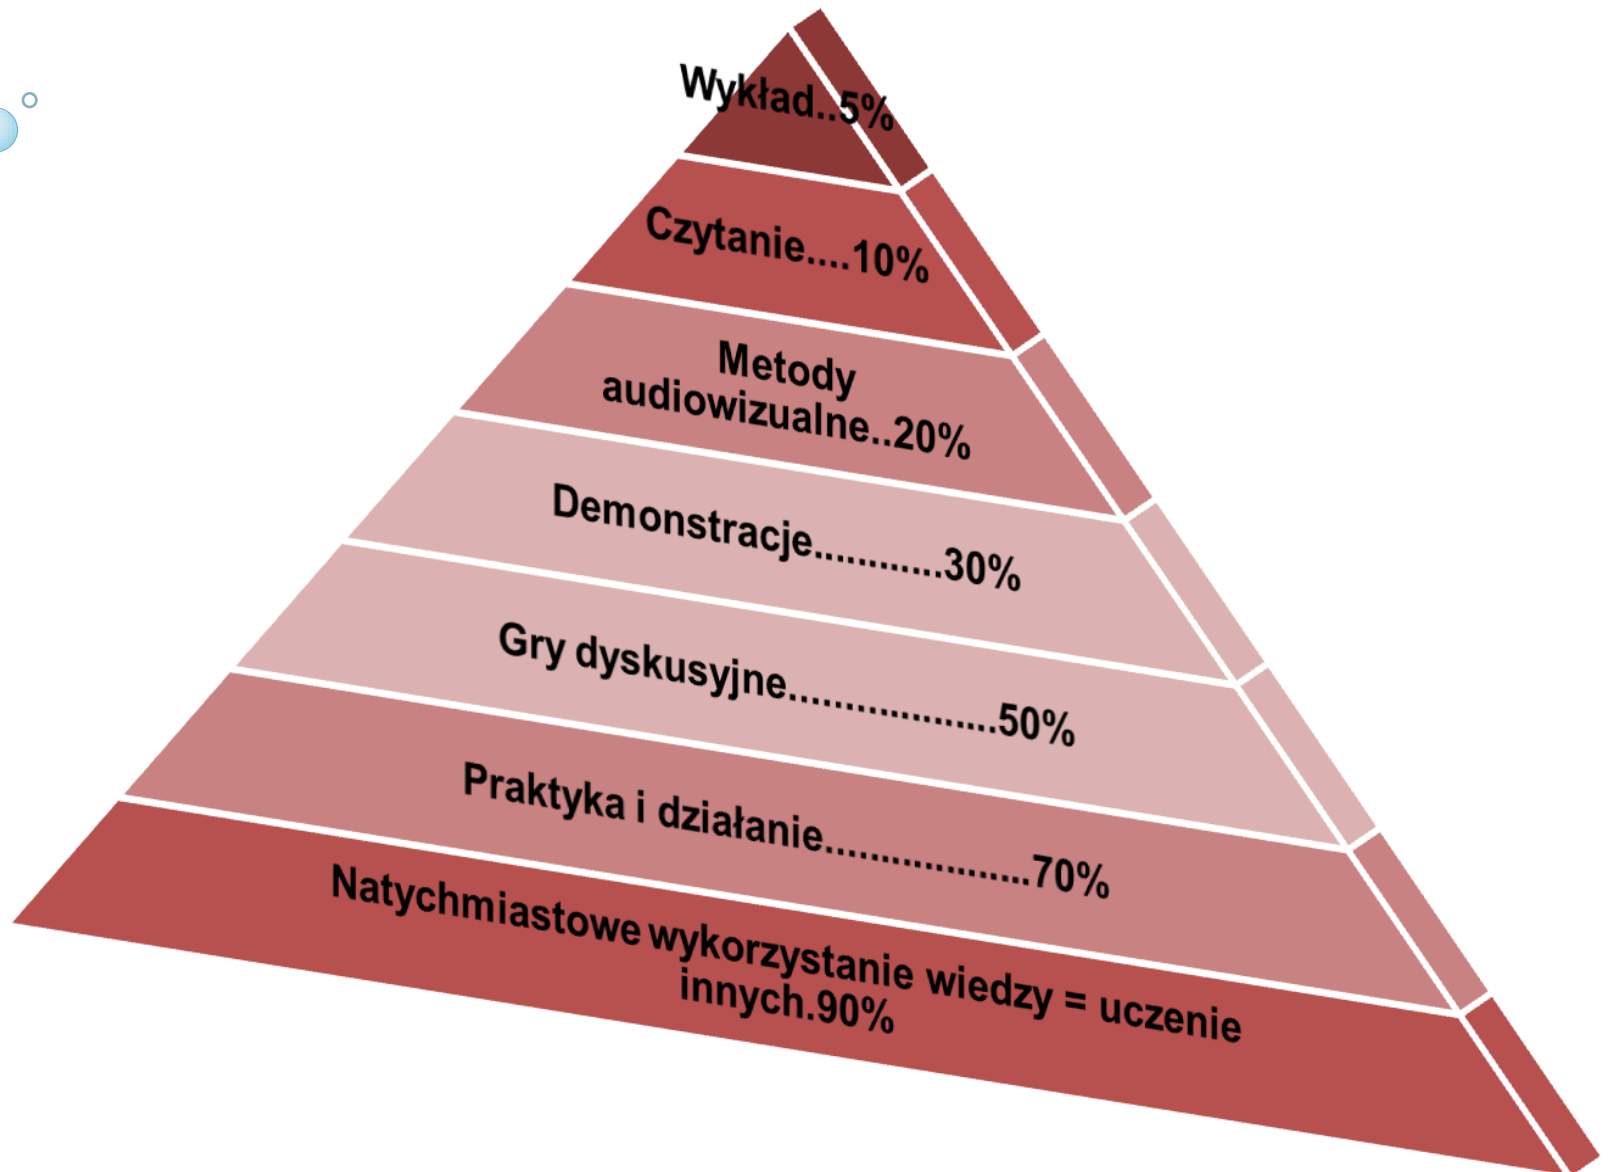 Wykład..5%
Czytanie....10%
Metody
audiowizualne..20%
Demonstracje............30%
Gry dyskusyjne...................50%
Praktyka i działanie...................70%
Natychmiastowe wykorzystanie wiedzy = uczenie
innych.90%